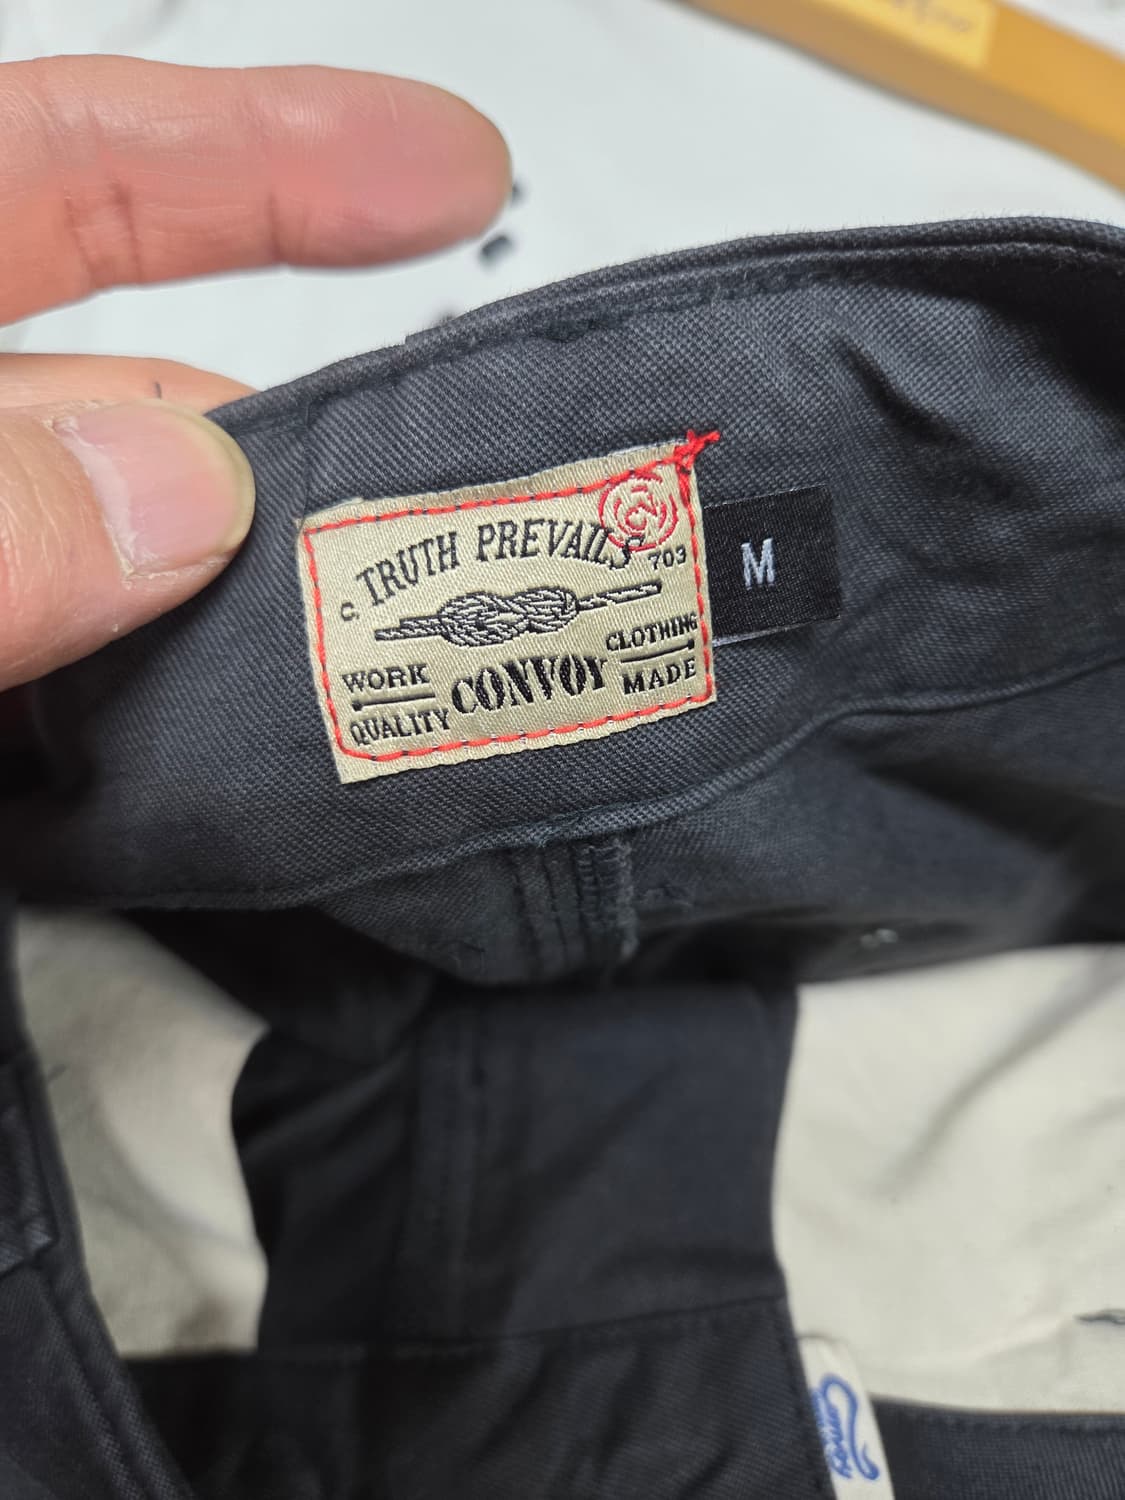 TRUTH PREVAILS
C. 703
WORK
QUALITY
CONVOY
CLOTHING
MADE
M